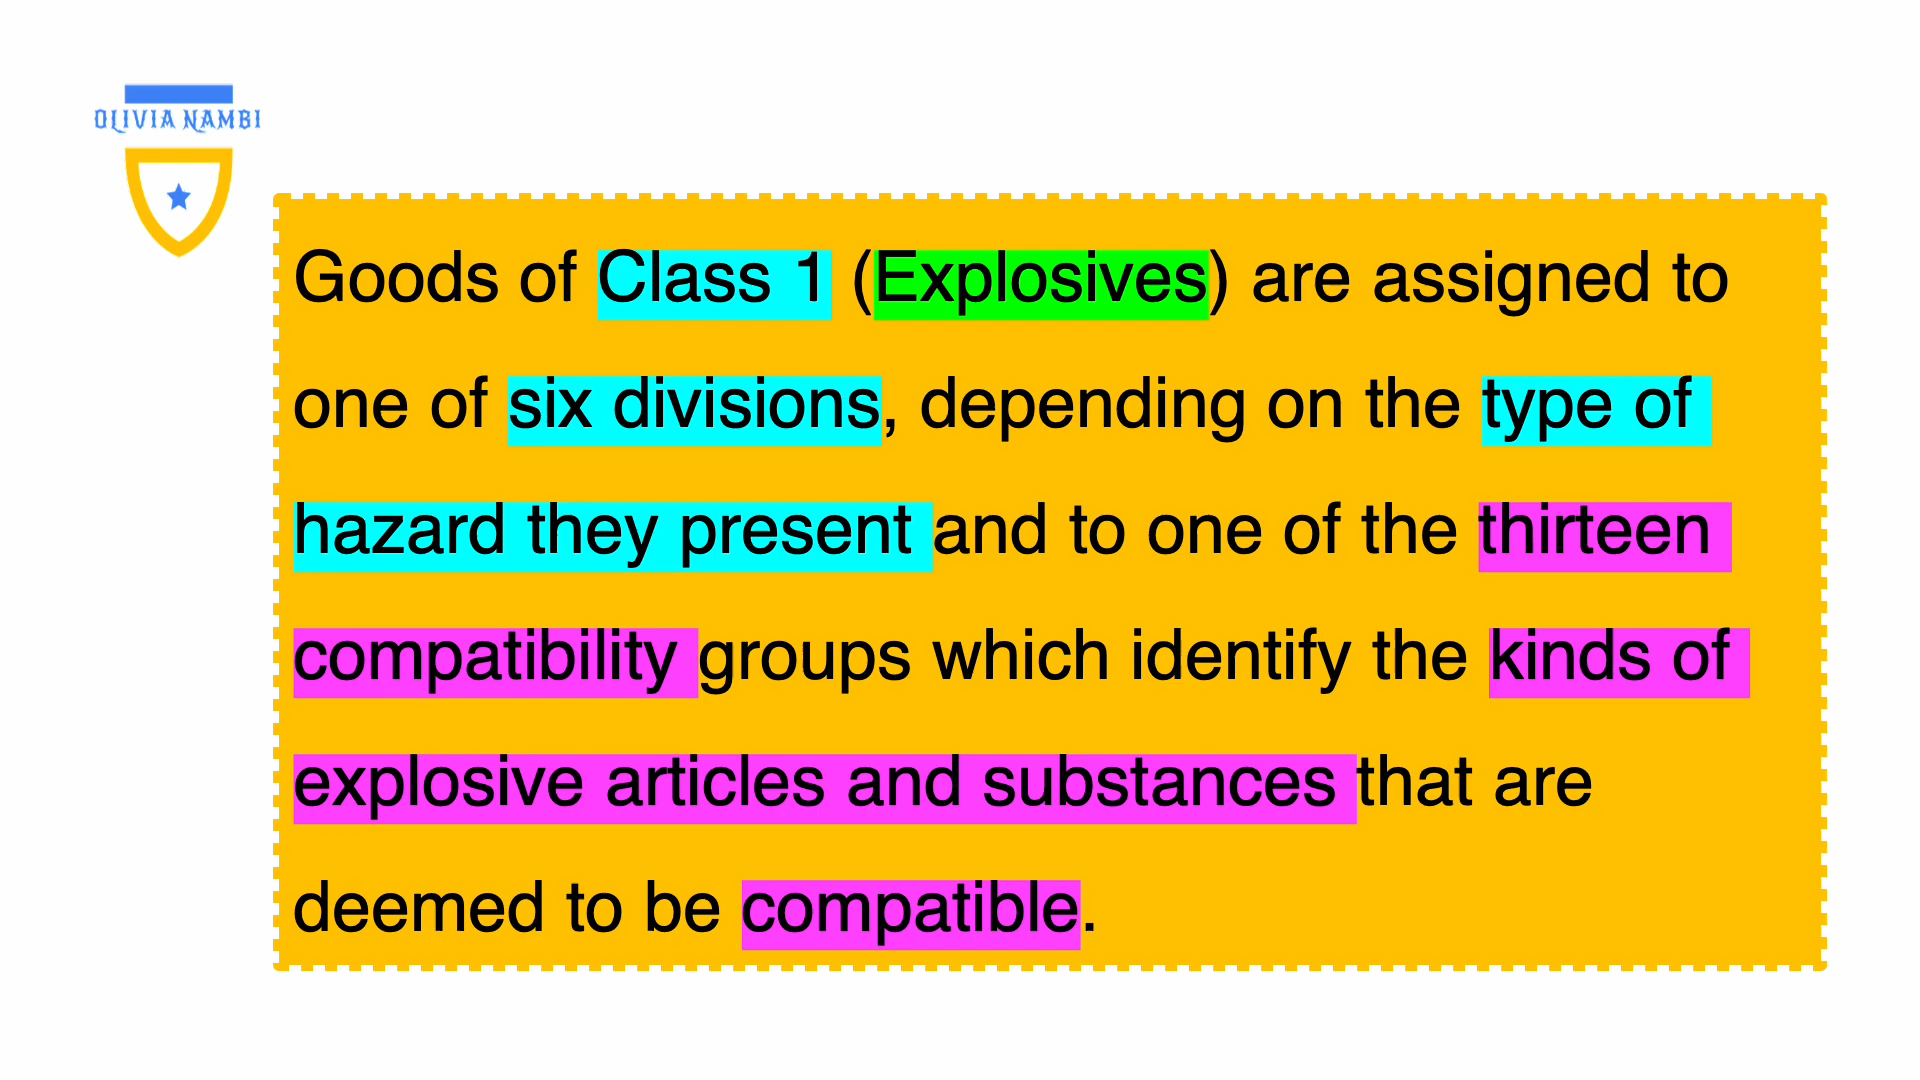 OLIVIA NAMBI
Goods of Class 1 (Explosives) are assigned to
one of six divisions, depending on the type of
hazard they present and to one of the thirteen
compatibility groups which identify the kinds of
explosive articles and substances that are
deemed to be compatible.